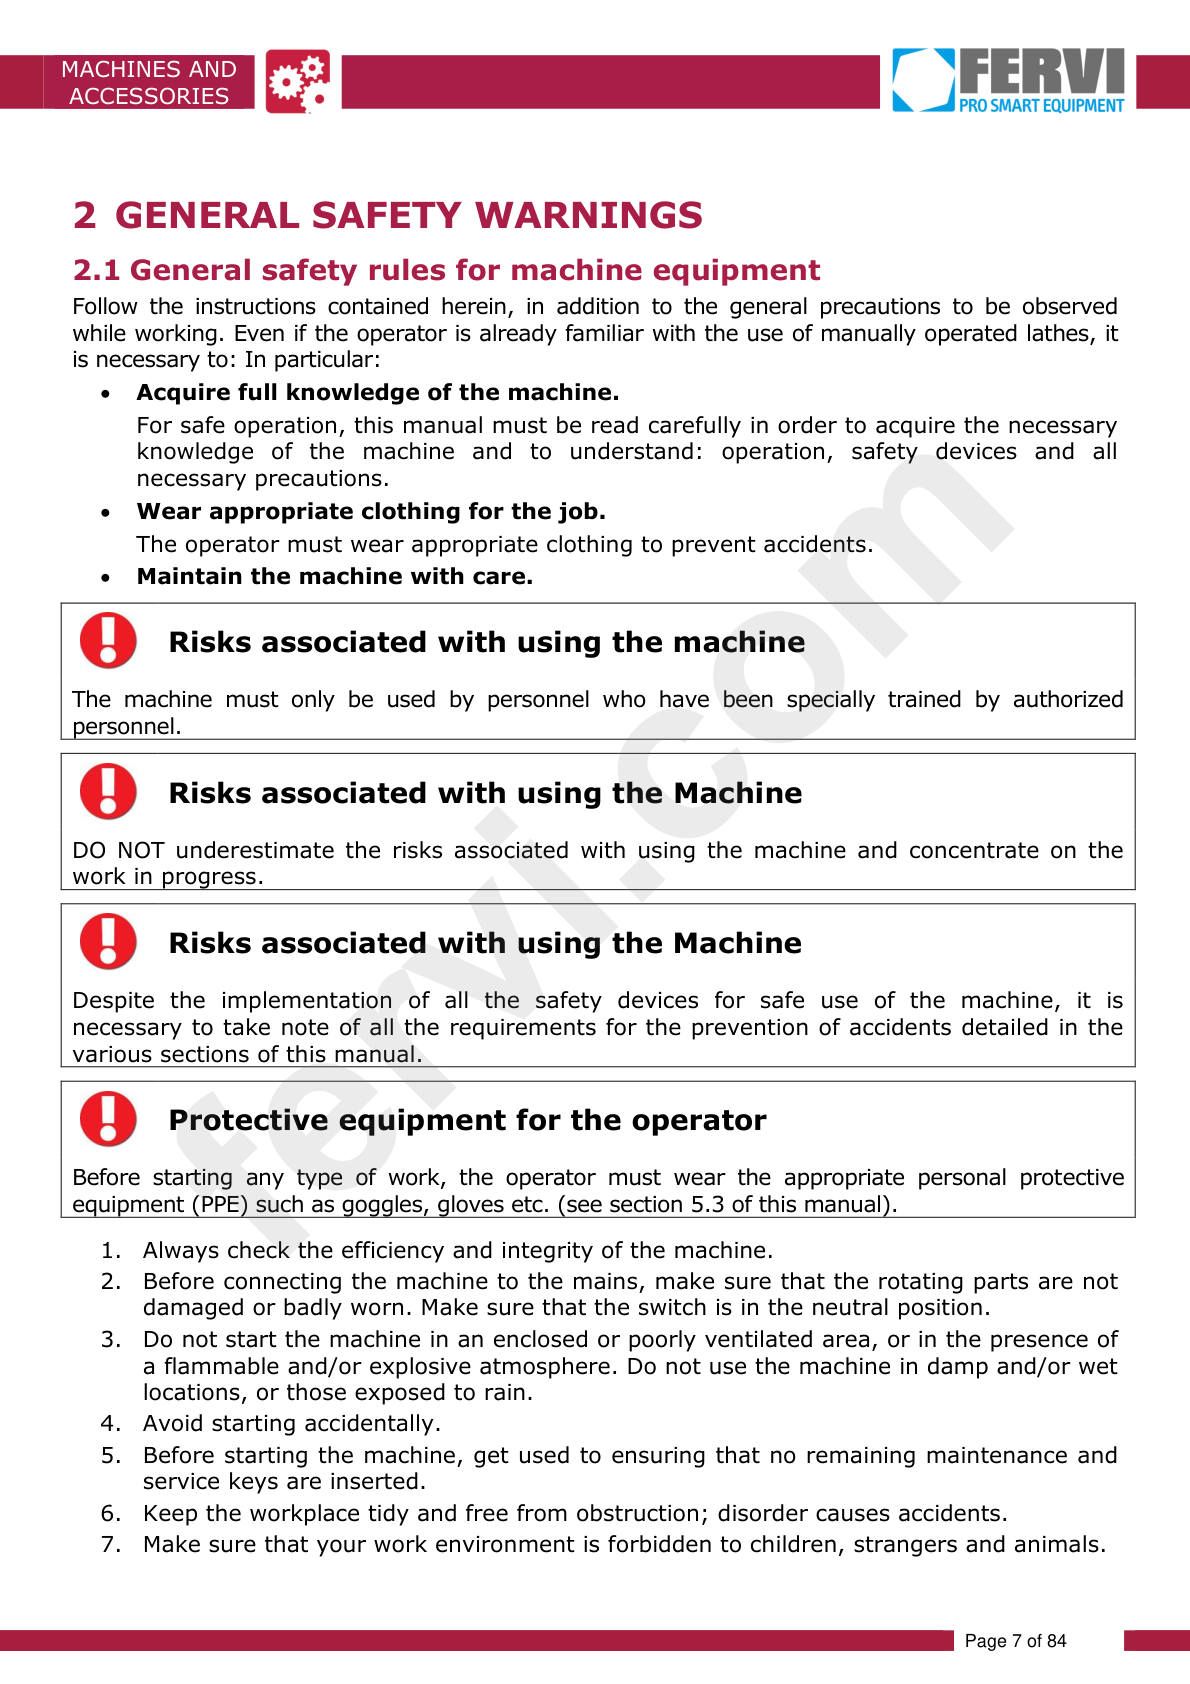 MACHINES AND
ACCESSORIES
FERVI
PRO SMART EQUIPMENT
2 GENERAL SAFETY WARNINGS
2.1 General safety rules for machine equipment
Follow the instructions contained herein, in addition to the general precautions to be observed
while working. Even if the operator is already familiar with the use of manually operated lathes, it
is necessary to: In particular:
• Acquire full knowledge of the machine.
For safe operation, this manual must be read carefully in order to acquire the necessary
knowledge of the machine and to understand: operation, safety devices and all
necessary precautions.
• Wear appropriate clothing for the job.
The operator must wear appropriate clothing to prevent accidents.
• Maintain the machine with care.
Risks associated with using the machine
The machine must only be used by personnel who have been specially trained by authorized
personnel.
Risks associated with using the Machine
DO NOT underestimate the risks associated with using the machine and concentrate on the
work in progress.
Risks associated with using the Machine
Despite the implementation of all the safety devices for safe use of the machine, it is
necessary to take note of all the requirements for the prevention of accidents detailed in the
various sections of this manual.
Protective equipment for the operator
Before starting any type of work, the operator must wear the appropriate personal protective
equipment (PPE) such as goggles, gloves etc. (see section 5.3 of this manual).
1. Always check the efficiency and integrity of the machine.
2. Before connecting the machine to the mains, make sure that the rotating parts are not
damaged or badly worn. Make sure that the switch is in the neutral position.
3. Do not start the machine in an enclosed or poorly ventilated area, or in the presence of
a flammable and/or explosive atmosphere. Do not use the machine in damp and/or wet
locations, or those exposed to rain.
4. Avoid starting accidentally.
5. Before starting the machine, get used to ensuring that no remaining maintenance and
service keys are inserted.
6. Keep the workplace tidy and free from obstruction; disorder causes accidents.
7. Make sure that your work environment is forbidden to children, strangers and animals.
fervi.com
Page 7 of 84